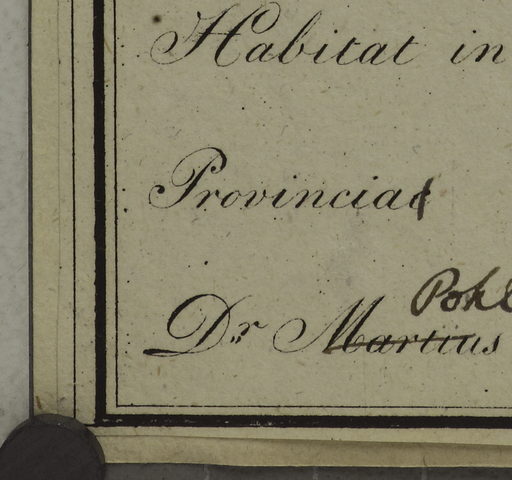 Habitat in
Provincia
Pohl
Dr. Martius